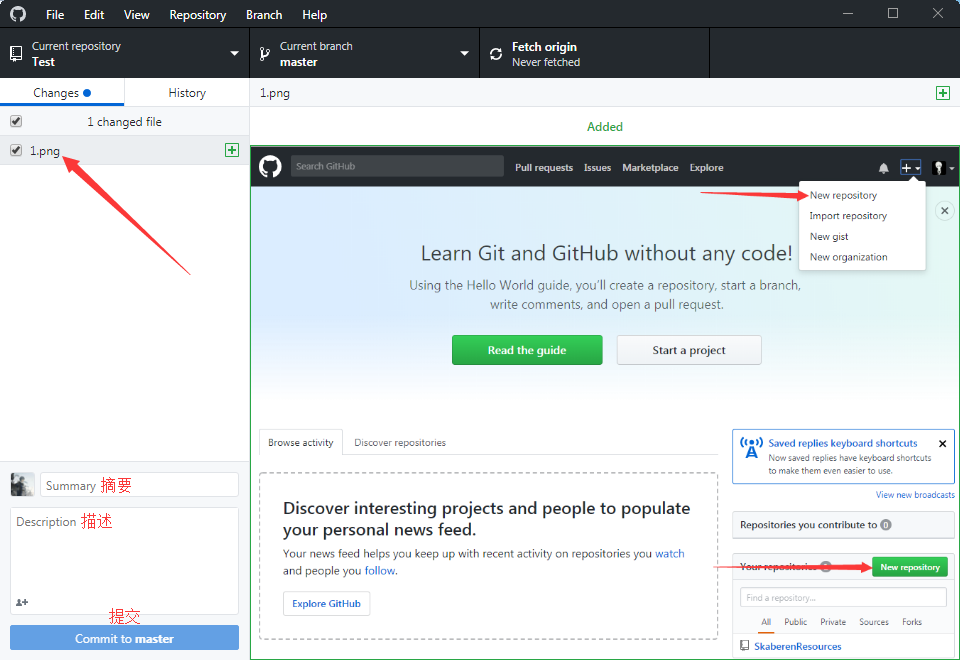 File Edit View Repository Branch Help
Current repository
Test
Current branch
master
Fetch origin
Never fetched
Changes History
1 changed file
1.png
Summary 摘要
Description 描述
提交
Commit to master
1.png
Added
Search GitHub
Pull requests Issues Marketplace Explore
New repository
Import repository
New gist
New organization
Learn Git and GitHub without any code!
Using the Hello World guide, you'll create a repository, start a branch,
write comments, and open a pull request.
Read the guide Start a project
Browse activity Discover repositories
Discover interesting projects and people to populate
your personal news feed.
Your news feed helps you keep up with recent activity on repositories you watch
and people you follow.
Explore GitHub
Saved replies keyboard shortcuts
Now saved replies have keyboard shortcuts
to make them even easier to use.
View new broadcasts
Repositories you contribute to 0
Your repositories
New repository
Find a repository...
All Public Private Sources Forks
SkaberenResources